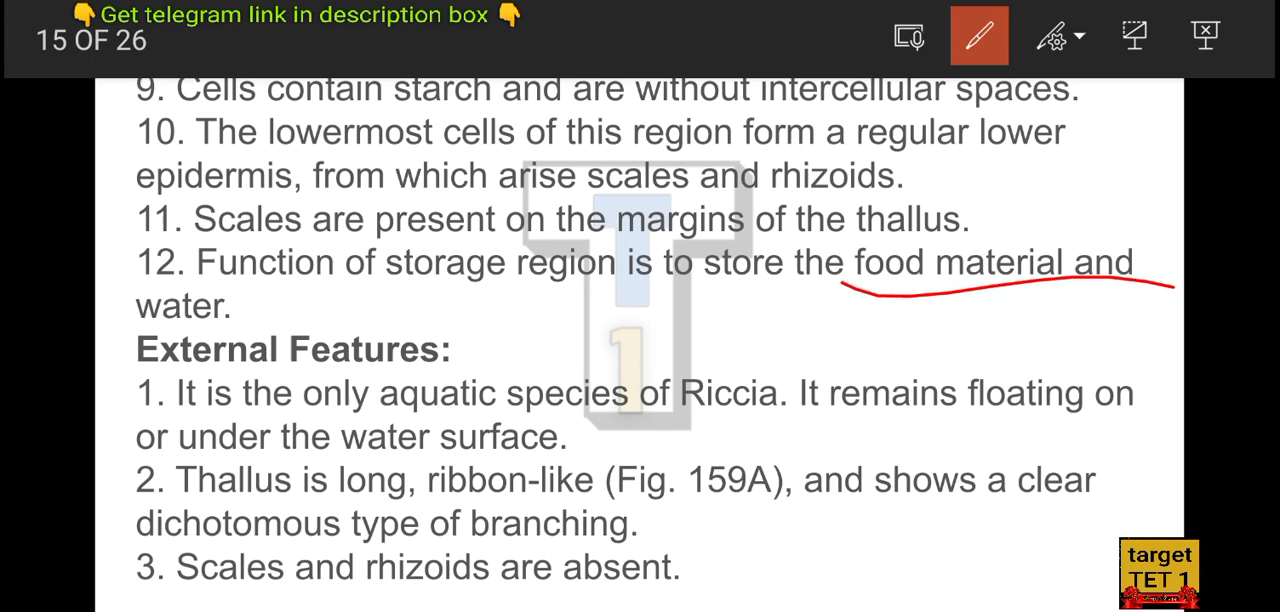 👇Get telegram link in description box 👇
15 OF 26
9. Cells contain starch and are without intercellular spaces.
10. The lowermost cells of this region form a regular lower
epidermis, from which arise scales and rhizoids.
11. Scales are present on the margins of the thallus.
12. Function of storage region is to store the food material and
water.
External Features:
1. It is the only aquatic species of Riccia. It remains floating on
or under the water surface.
2. Thallus is long, ribbon-like (Fig. 159A), and shows a clear
dichotomous type of branching.
3. Scales and rhizoids are absent.
T
1
target
TET 1